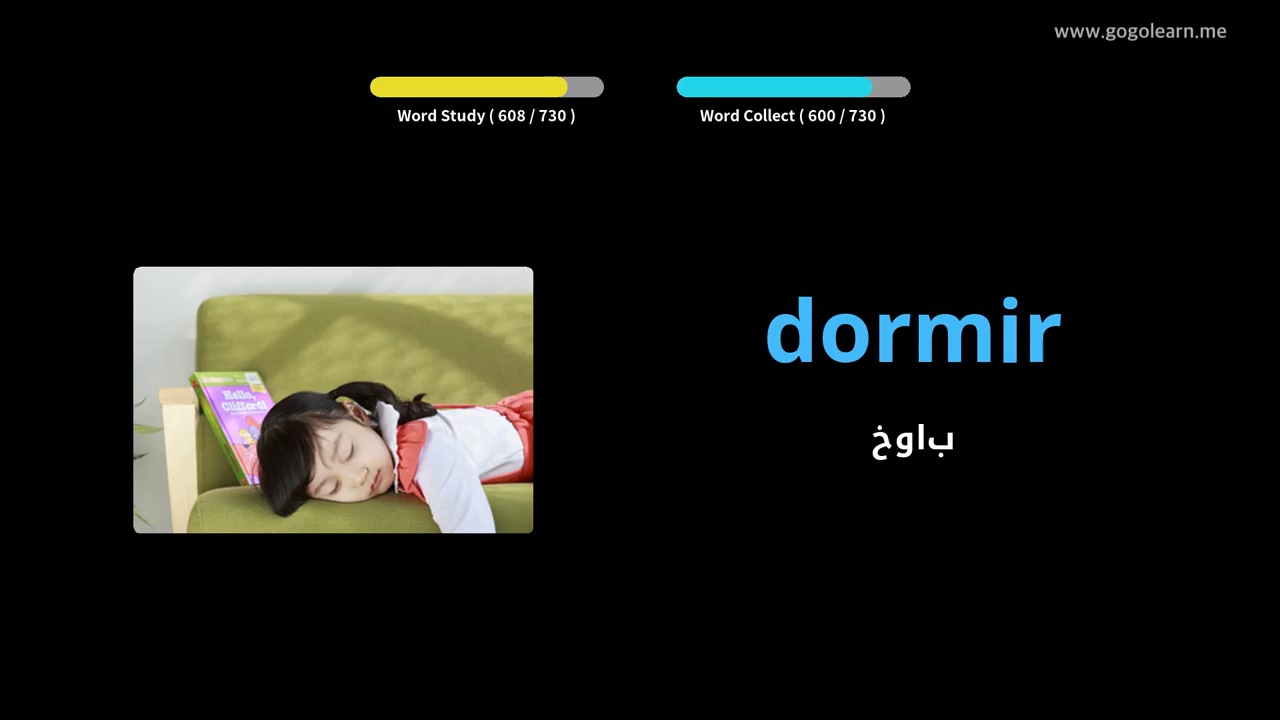 www.gogolearn.me
Word Study ( 608 / 730 )
Word Collect ( 600 / 730 )
Hello,
Clifford!
dormir
باوخ